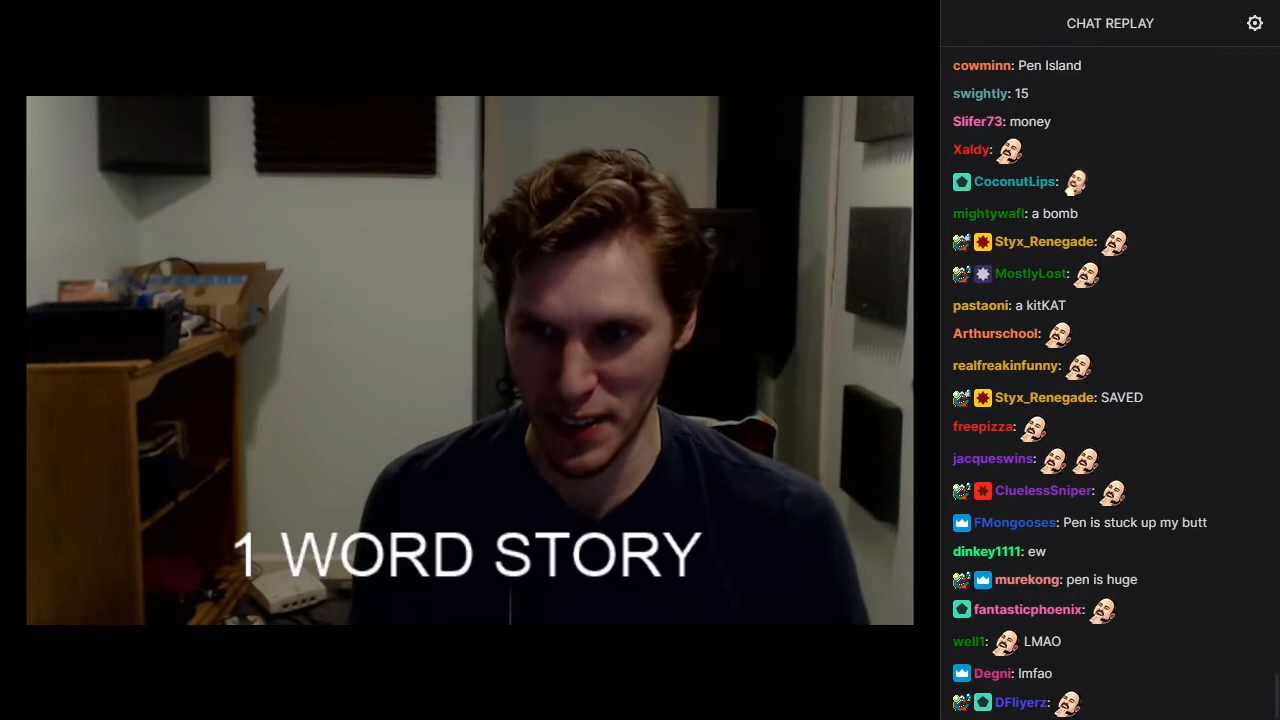 CHAT REPLAY
cowminn: Pen Island
swightly: 15
Slifer73: money
Xaldy:
CoconutLips:
mightywafl: a bomb
Styx_Renegade:
MostlyLost:
pastaoni: a kitKAT
Arthurschool:
realfreakinfunny:
Styx_Renegade: SAVED
freepizza:
jacqueswins:
CluelessSniper:
FMongooses: Pen is stuck up my butt
dinkey1111: ew
murekong: pen is huge
fantasticphoenix:
well1: LMAO
Degni: lmfao
DFliyerz:
1 WORD STORY